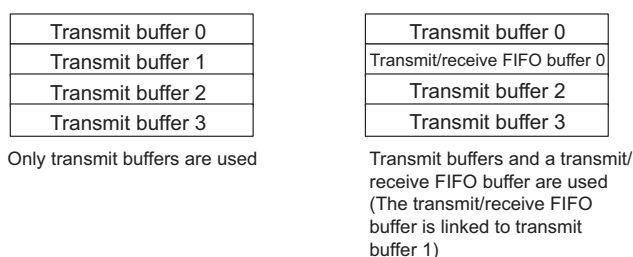 Transmit buffer 0
Transmit buffer 1
Transmit buffer 2
Transmit buffer 3
Only transmit buffers are used
Transmit buffer 0
Transmit/receive FIFO buffer 0
Transmit buffer 2
Transmit buffer 3
Transmit buffers and a transmit/
receive FIFO buffer are used
(The transmit/receive FIFO
buffer is linked to transmit
buffer 1)